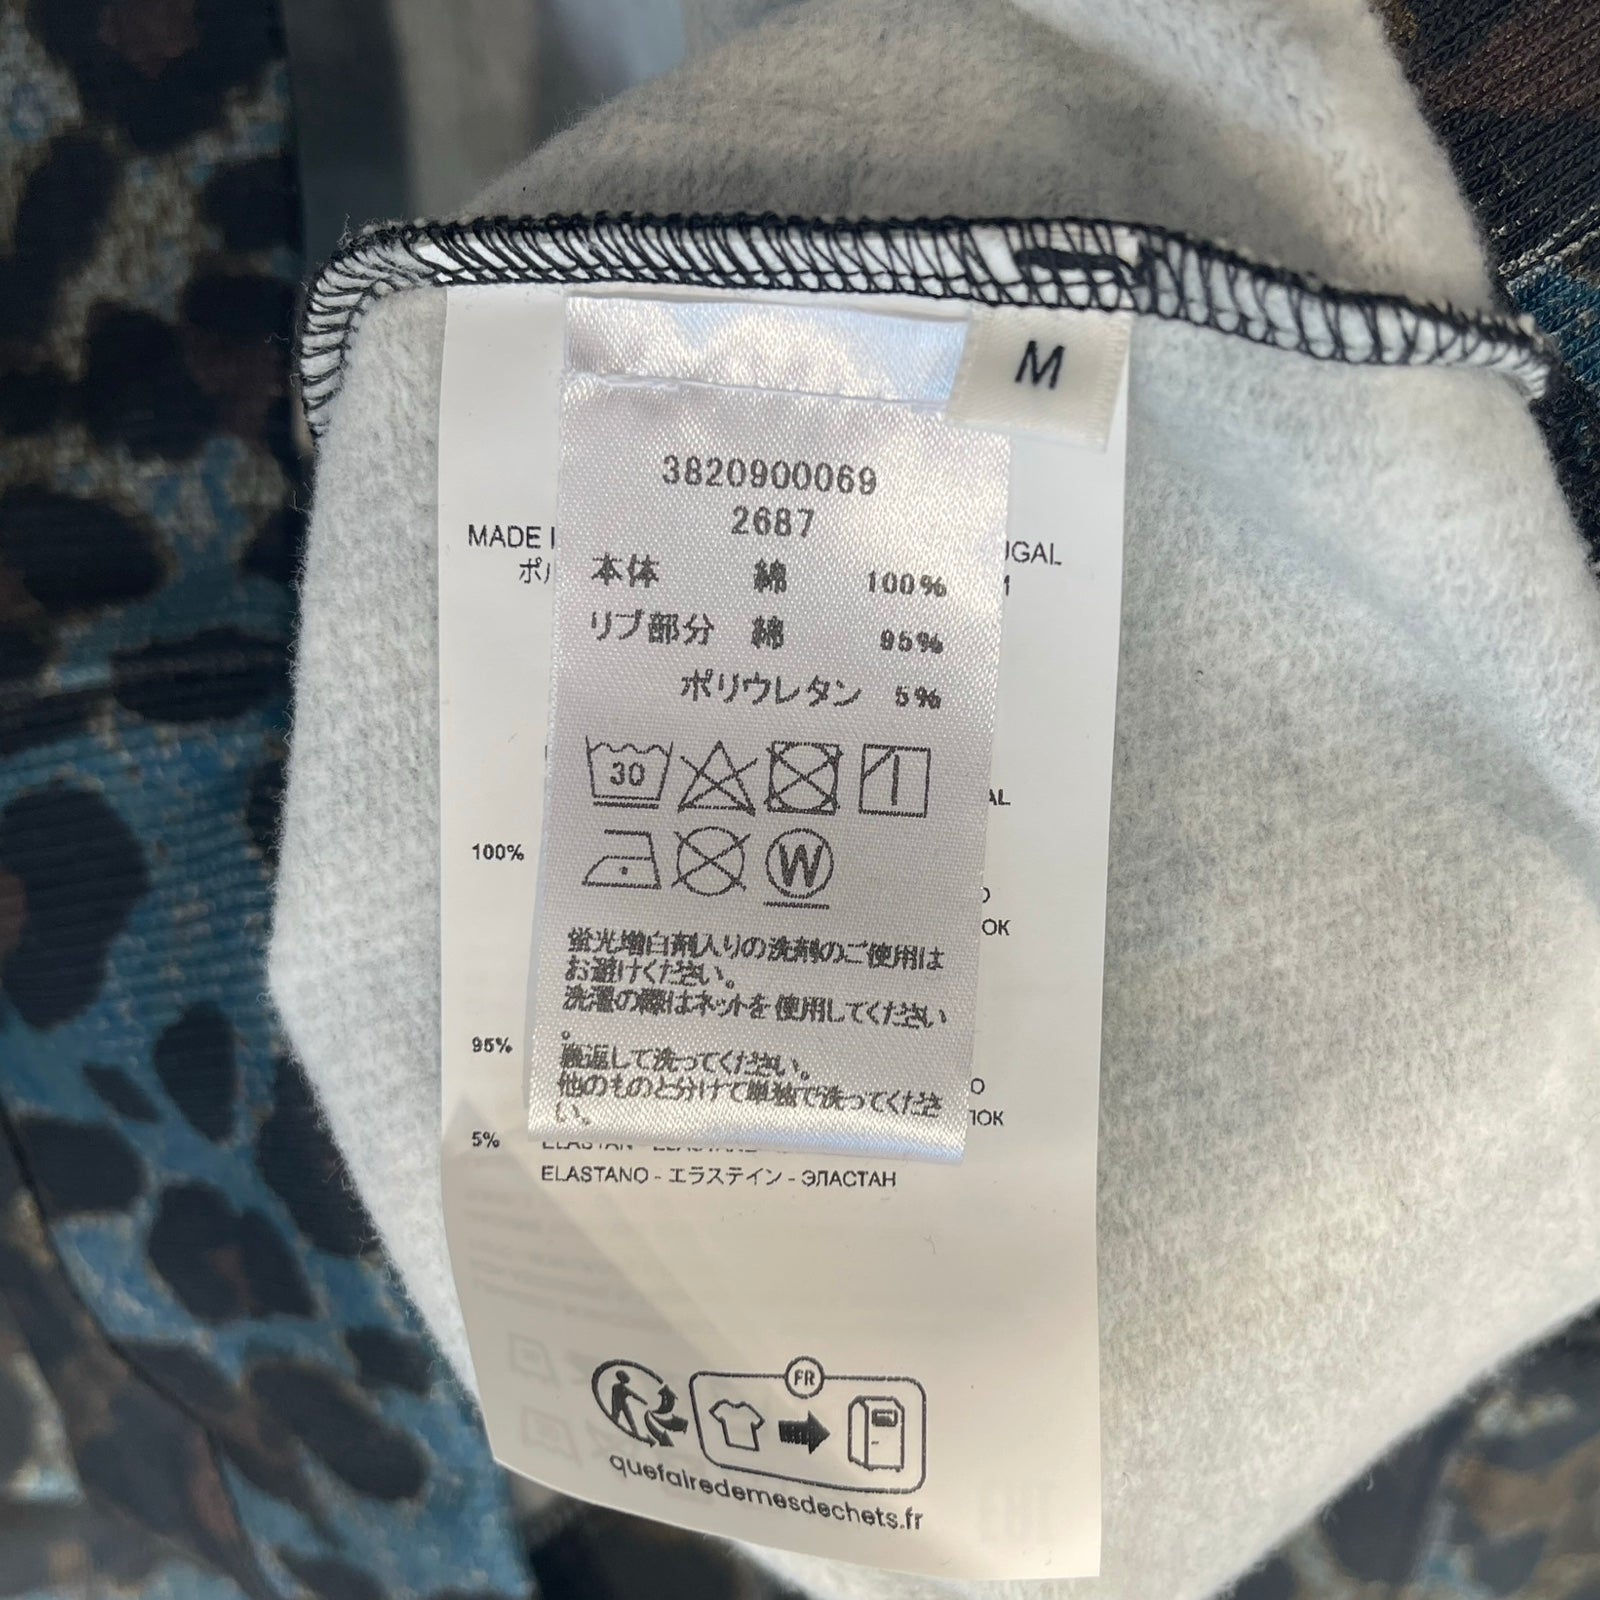 M
3820900069
2687
MADE I
UGAL
ポル
本体 綿 100%
リブ部分 綿 95%
ポリウレタン 5%
30
AL
W
100%
OK
蛍光増白剤入りの洗剤のご使用は
お避けください。
洗濯の際はネットを使用してください
。
裏返して洗ってください。
95%
他のものと分けて単独で洗ってくださ
い。
5%
ELASTANO - エラステイン - ЭЛАСТАН
FR
quefairedemesdechets.fr